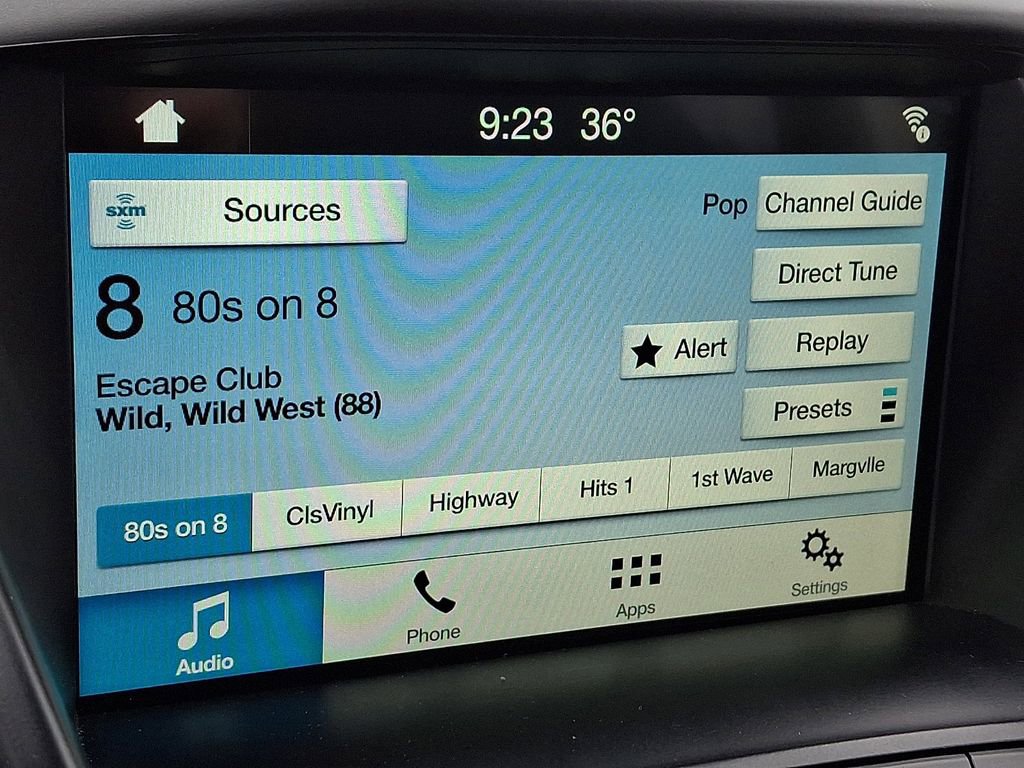 9:23 36°
sxm Sources
Pop Channel Guide
Direct Tune
8 80s on 8
Alert Replay
Escape Club
Wild, Wild West (88)
Presets
80s on 8 ClsVinyl Highway Hits 1 1st Wave Margvlle
Audio Phone Apps Settings